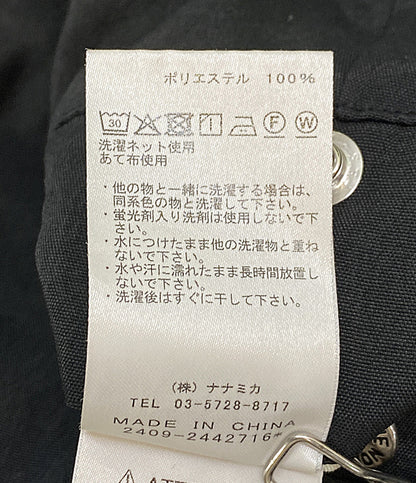 ポリエステル 100%
30 F W
洗濯ネット使用
あて布使用
・他の物と一緒に洗濯する場合は、
同系色の物と洗濯して下さい。
・蛍光剤入り洗剤は使用しないで下
さい。
・水につけたまま他の洗濯物と重ね
ないで下さい。
・水や汗に濡れたまま長時間放置し
ないで下さい。
・洗濯後はすぐに干して下さい。
(株) ナナミカ
TEL 03-5728-8717
MADE IN CHINA
2409-2442716*